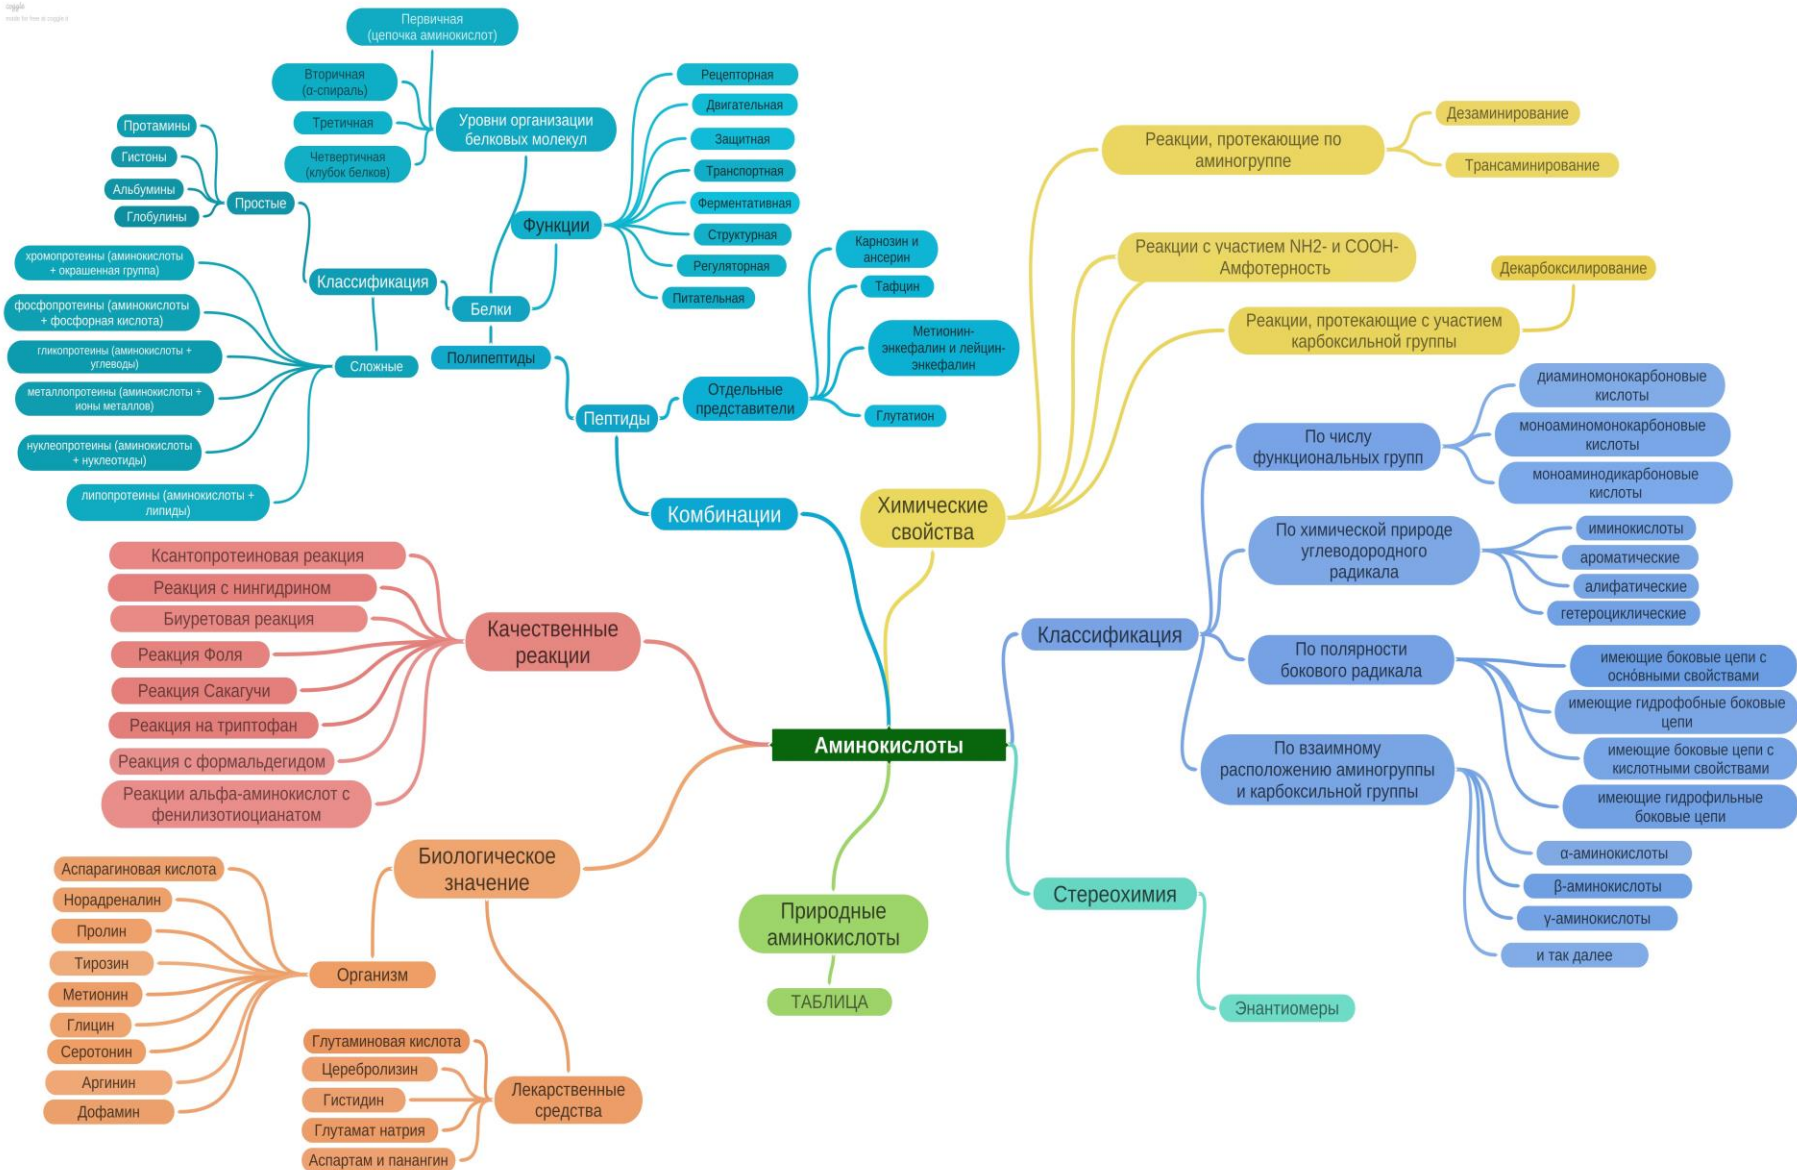 coggle
made for free at coggle.it
Первичная
(цепочка аминокислот)
Вторичная
(α-спираль)
Третичная
Четвертичная
(клубок белков)
Уровни организации
белковых молекул
Протамины
Гистоны
Альбумины
Глобулины
Простые
хромопротеины (аминокислоты
+ окрашенная группа)
фосфопротеины (аминокислоты
+ фосфорная кислота)
гликопротеины (аминокислоты +
углеводы)
металлопротеины (аминокислоты +
ионы металлов)
нуклеопротеины (аминокислоты
+ нуклеотиды)
липопротеины (аминокислоты +
липиды)
Сложные
Классификация
Белки
Полипептиды
Функции
Рецепторная
Двигательная
Защитная
Транспортная
Ферментативная
Структурная
Регуляторная
Питательная
Карнозин и
ансерин
Тафцин
Метионин-
энкефалин и лейцин-
энкефалин
Глутатион
Отдельные
представители
Пептиды
Комбинации
Химические
свойства
Реакции, протекающие по
аминогруппе
Дезаминирование
Трансаминирование
Реакции с участием NH2- и COOH-
Амфотерность
Декарбоксилирование
Реакции, протекающие с участием
карбоксильной группы
По числу
функциональных групп
диаминомонокарбоновые
кислоты
моноаминомонокарбоновые
кислоты
моноаминодикарбоновые
кислоты
По химической природе
углеводородного
радикала
иминокислоты
ароматические
алифатические
гетероциклические
Классификация
По полярности
бокового радикала
имеющие боковые цепи с
осно́вными свойствами
имеющие гидрофобные боковые
цепи
имеющие боковые цепи с
кислотными свойствами
имеющие гидрофильные
боковые цепи
По взаимному
расположению аминогруппы
и карбоксильной группы
α-аминокислоты
β-аминокислоты
γ-аминокислоты
и так далее
Ксантопротеиновая реакция
Реакция с нингидрином
Биуретовая реакция
Реакция Фоля
Реакция Сакагучи
Реакция на триптофан
Реакция с формальдегидом
Реакции альфа-аминокислот с
фенилизотиоцианатом
Качественные
реакции
Аминокислоты
Биологическое
значение
Аспарагиновая кислота
Норадреналин
Пролин
Тирозин
Метионин
Глицин
Серотонин
Аргинин
Дофамин
Организм
Глутаминовая кислота
Церебролизин
Гистидин
Глутамат натрия
Аспартам и панангин
Лекарственные
средства
Природные
аминокислоты
ТАБЛИЦА
Стереохимия
Энантиомеры